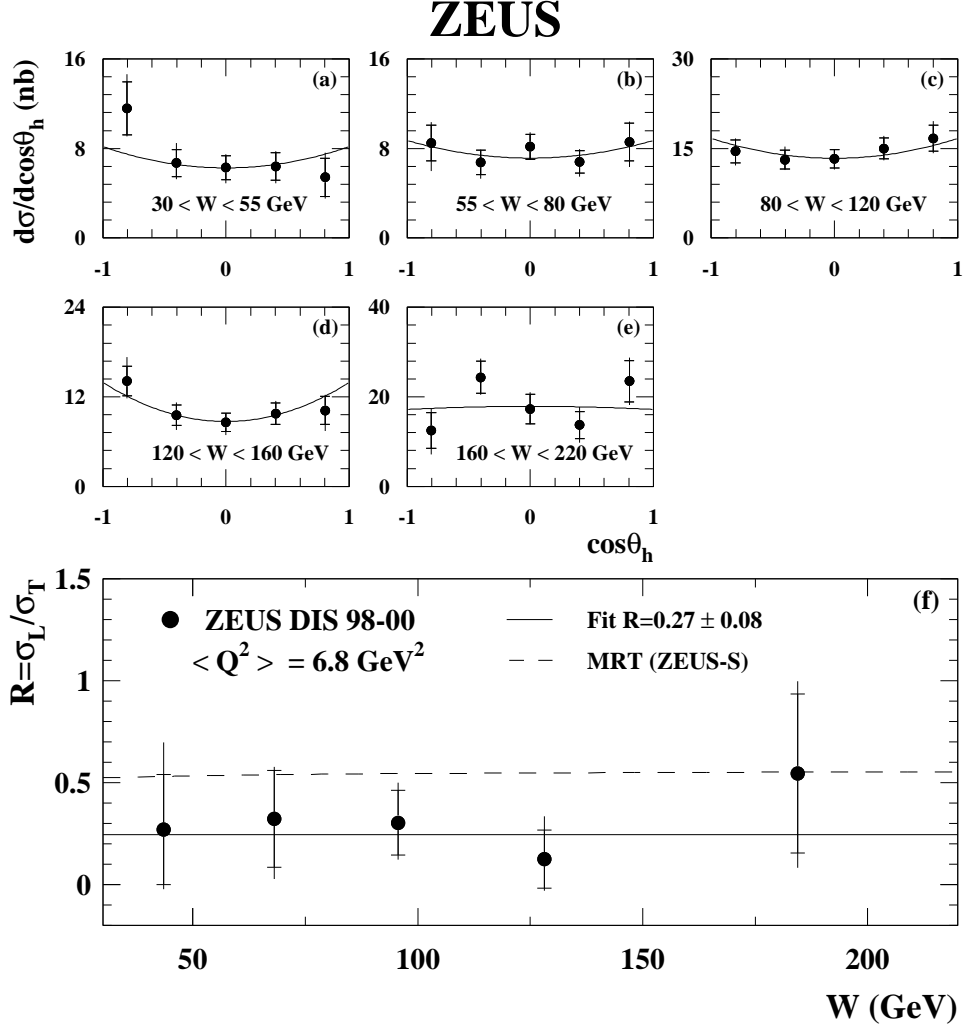 ZEUS
dσ/dcosθh (nb)
16
8
0
-1 0 1
(a)
30 < W < 55 GeV
16
8
0
-1 0 1
(b)
55 < W < 80 GeV
30
15
0
-1 0 1
(c)
80 < W < 120 GeV
24
12
0
-1 0 1
(d)
120 < W < 160 GeV
40
20
0
-1 0 1
(e)
160 < W < 220 GeV
cosθh
R=σL/σT
1.5
1
0.5
0
(f)
ZEUS DIS 98-00
< Q2 > = 6.8 GeV2
Fit R=0.27 ± 0.08
MRT (ZEUS-S)
50 100 150 200
W (GeV)